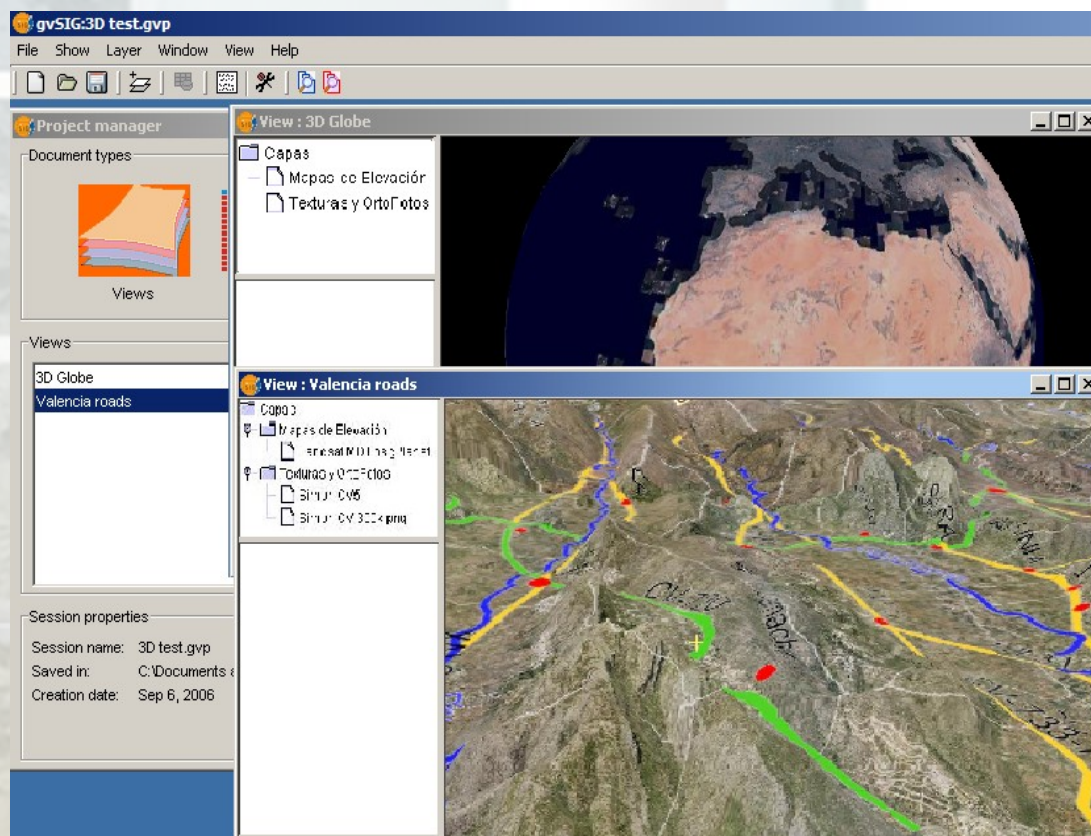 gvSIG:3D test.gvp
File Show Layer Window View Help
Project manager
Document types
Views
Views
3D Globe
Valencia roads
Session properties
Session name: 3D test.gvp
Saved in: C:\Documents
Creation date: Sep 6, 2006
View : 3D Globe
Capas
Mapas de Elevación
Texturas y OrtoFotos
View : Valencia roads
Capas
Mapas de Elevación
Texturas y OrtoFotos